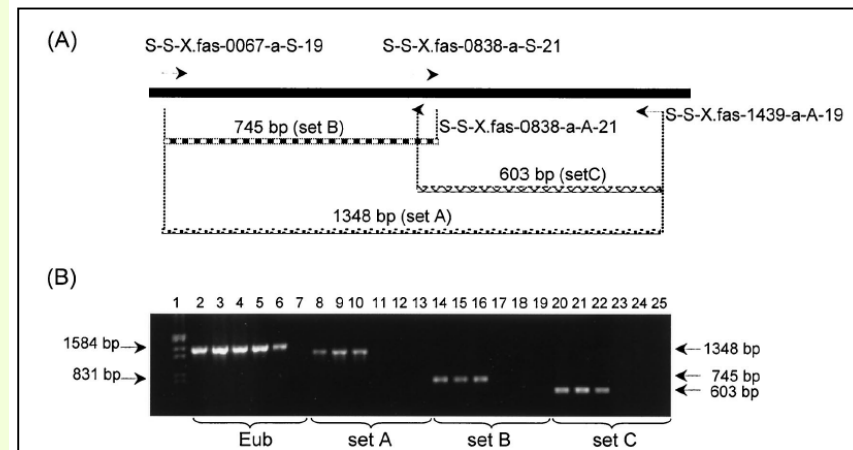 (A)
S-S-X.fas-0067-a-S-19 S-S-X.fas-0838-a-S-21
745 bp (set B) S-S-X.fas-0838-a-A-21 S-S-X.fas-1439-a-A-19
603 bp (setC)
1348 bp (set A)
(B)
1 2 3 4 5 6 7 8 9 10 11 12 13 14 15 16 17 18 19 20 21 22 23 24 25
1584 bp 1348 bp
831 bp 745 bp
603 bp
Eub set A set B set C